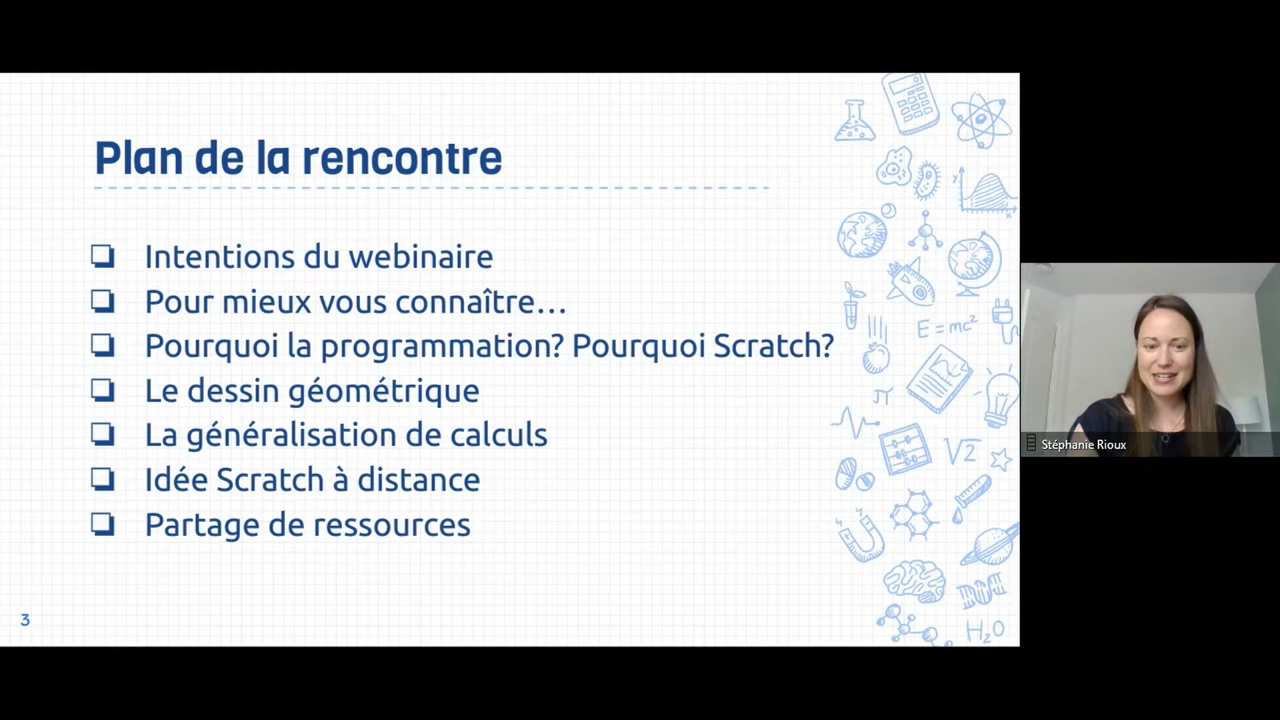 Plan de la rencontre
Intentions du webinaire
Pour mieux vous connaître…
Pourquoi la programmation? Pourquoi Scratch?
Le dessin géométrique
La généralisation de calculs
Idée Scratch à distance
Partage de ressources
3
y
x
E=mc²
π
√2
H₂O
Stéphanie Rioux